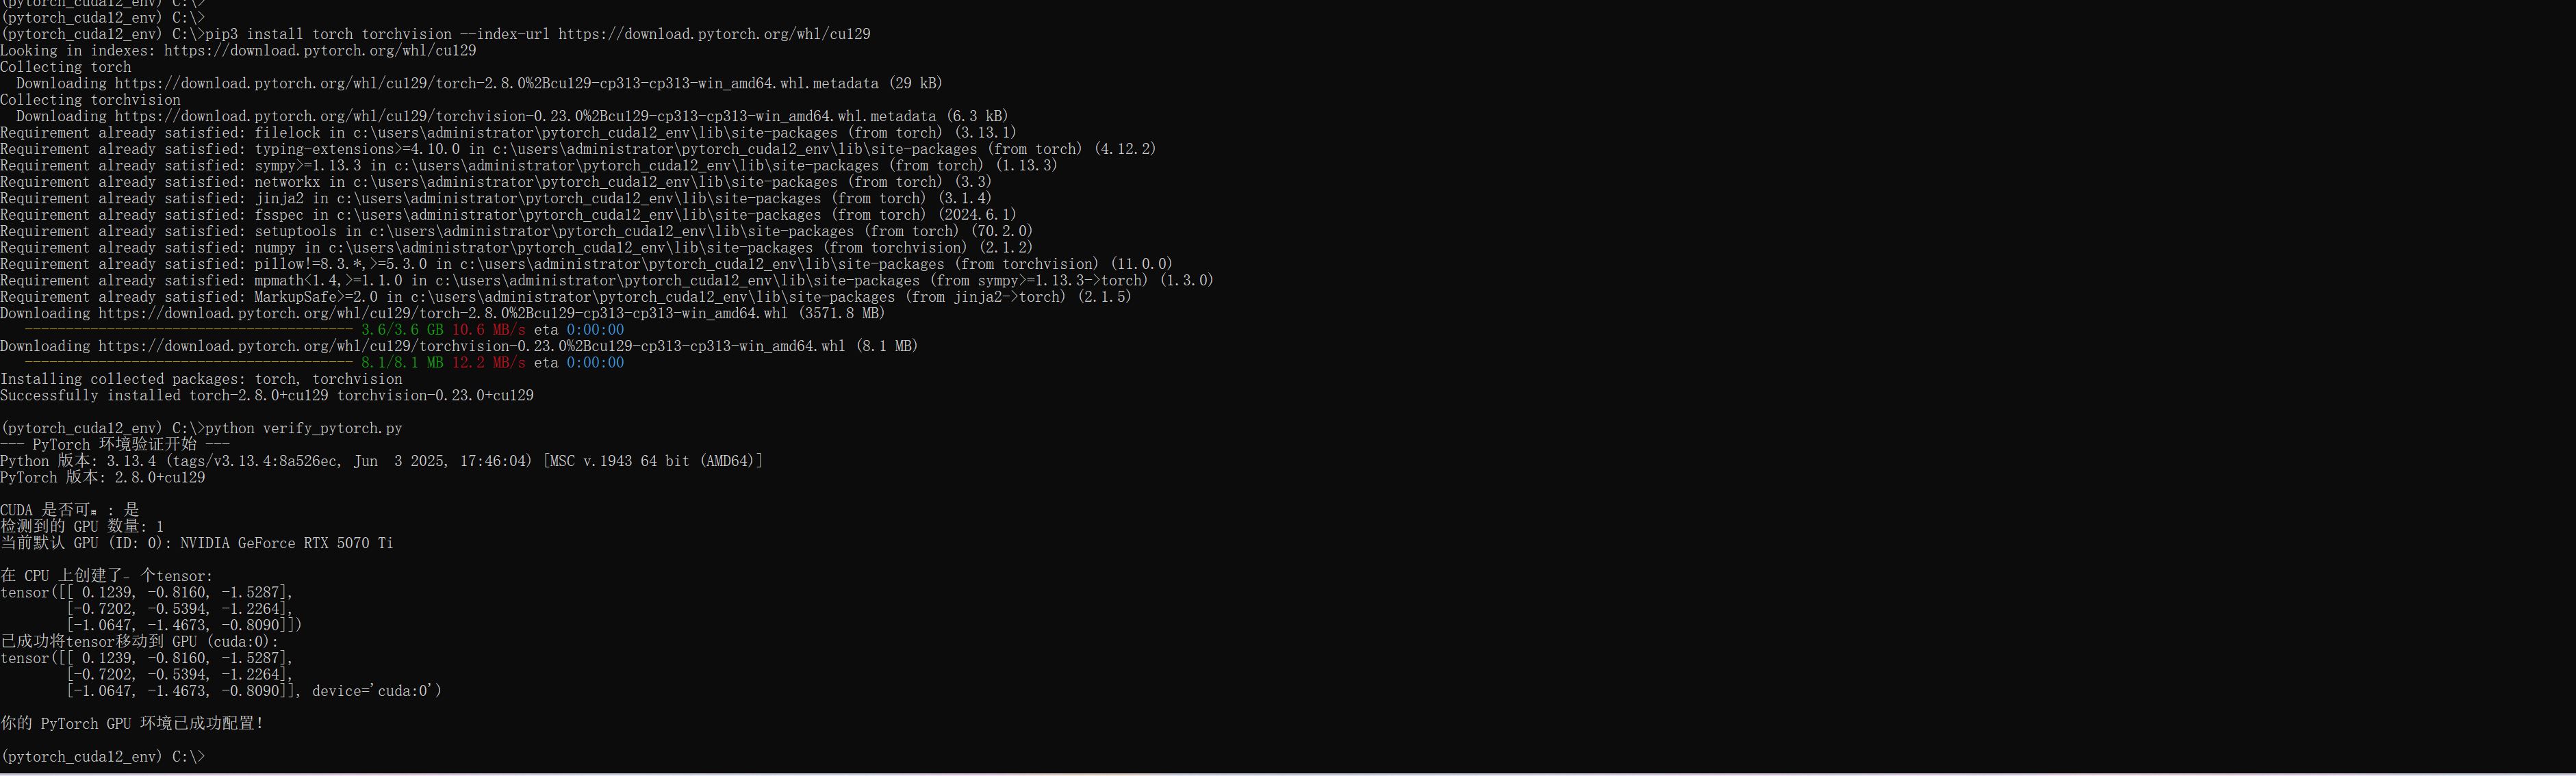 (pytorch_cuda12_env) C:\>
(pytorch_cuda12_env) C:\>
(pytorch_cuda12_env) C:\>pip3 install torch torchvision --index-url https://download.pytorch.org/whl/cu129
Looking in indexes: https://download.pytorch.org/whl/cu129
Collecting torch
  Downloading https://download.pytorch.org/whl/cu129/torch-2.8.0%2Bcu129-cp313-cp313-win_amd64.whl.metadata (29 kB)
Collecting torchvision
  Downloading https://download.pytorch.org/whl/cu129/torchvision-0.23.0%2Bcu129-cp313-cp313-win_amd64.whl.metadata (6.3 kB)
Requirement already satisfied: filelock in c:\users\administrator\pytorch_cuda12_env\lib\site-packages (from torch) (3.13.1)
Requirement already satisfied: typing-extensions>=4.10.0 in c:\users\administrator\pytorch_cuda12_env\lib\site-packages (from torch) (4.12.2)
Requirement already satisfied: sympy>=1.13.3 in c:\users\administrator\pytorch_cuda12_env\lib\site-packages (from torch) (1.13.3)
Requirement already satisfied: networkx in c:\users\administrator\pytorch_cuda12_env\lib\site-packages (from torch) (3.3)
Requirement already satisfied: jinja2 in c:\users\administrator\pytorch_cuda12_env\lib\site-packages (from torch) (3.1.4)
Requirement already satisfied: fsspec in c:\users\administrator\pytorch_cuda12_env\lib\site-packages (from torch) (2024.6.1)
Requirement already satisfied: setuptools in c:\users\administrator\pytorch_cuda12_env\lib\site-packages (from torch) (70.2.0)
Requirement already satisfied: numpy in c:\users\administrator\pytorch_cuda12_env\lib\site-packages (from torchvision) (2.1.2)
Requirement already satisfied: pillow!=8.3.*,>=5.3.0 in c:\users\administrator\pytorch_cuda12_env\lib\site-packages (from torchvision) (11.0.0)
Requirement already satisfied: mpmath<1.4,>=1.1.0 in c:\users\administrator\pytorch_cuda12_env\lib\site-packages (from sympy>=1.13.3->torch) (1.3.0)
Requirement already satisfied: MarkupSafe>=2.0 in c:\users\administrator\pytorch_cuda12_env\lib\site-packages (from jinja2->torch) (2.1.5)
Downloading https://download.pytorch.org/whl/cu129/torch-2.8.0%2Bcu129-cp313-cp313-win_amd64.whl (3571.8 MB)
   ---------------------------------------- 3.6/3.6 GB 10.6 MB/s eta 0:00:00
Downloading https://download.pytorch.org/whl/cu129/torchvision-0.23.0%2Bcu129-cp313-cp313-win_amd64.whl (8.1 MB)
   ---------------------------------------- 8.1/8.1 MB 12.2 MB/s eta 0:00:00
Installing collected packages: torch, torchvision
Successfully installed torch-2.8.0+cu129 torchvision-0.23.0+cu129
(pytorch_cuda12_env) C:\>python verify_pytorch.py
--- PyTorch 环境验证开始 ---
Python 版本: 3.13.4 (tags/v3.13.4:8a526ec, Jun  3 2025, 17:46:04) [MSC v.1943 64 bit (AMD64)]
PyTorch 版本: 2.8.0+cu129
CUDA 是否可 : 是
检测到的 GPU 数量: 1
当前默认 GPU (ID: 0): NVIDIA GeForce RTX 5070 Ti
在 CPU 上创建了 个tensor:
tensor([[ 0.1239, -0.8160, -1.5287],
        [-0.7202, -0.5394, -1.2264],
        [-1.0647, -1.4673, -0.8090]])
已成功将tensor移动到 GPU (cuda:0):
tensor([[ 0.1239, -0.8160, -1.5287],
        [-0.7202, -0.5394, -1.2264],
        [-1.0647, -1.4673, -0.8090]], device='cuda:0')
你的 PyTorch GPU 环境已成功配置!
(pytorch_cuda12_env) C:\>